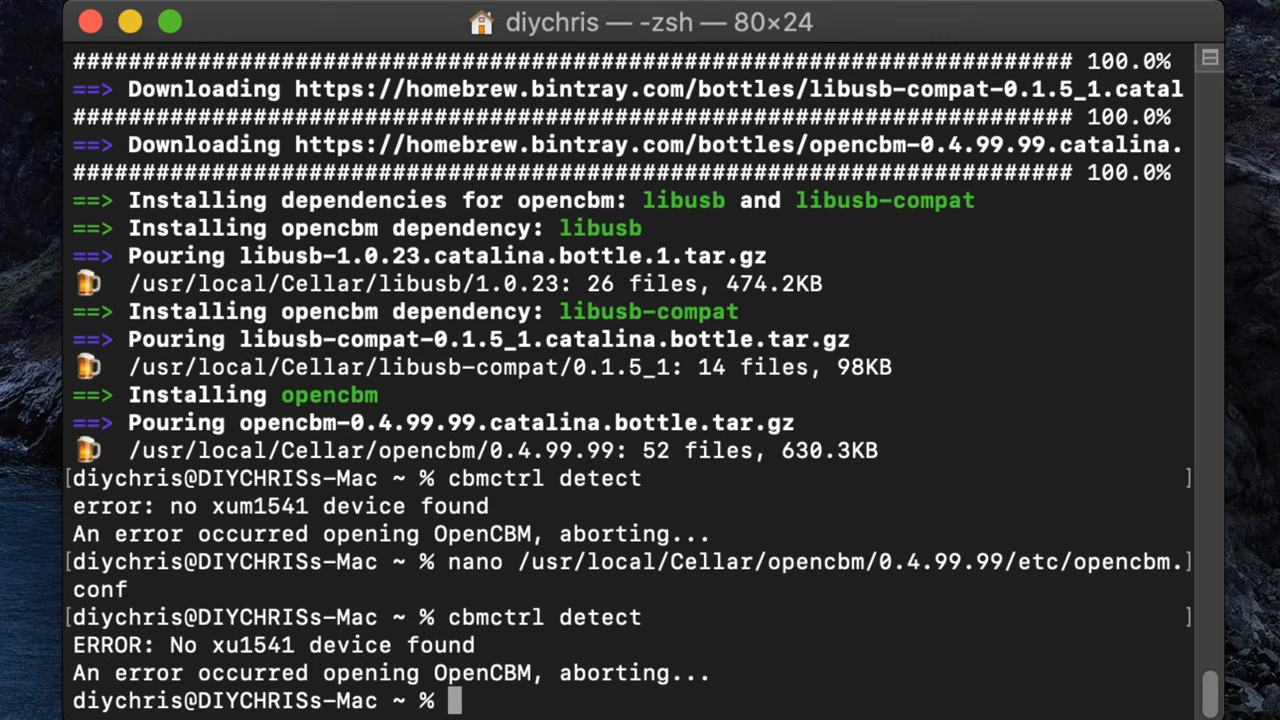 diychris — -zsh — 80×24
######################################################################## 100.0%
==> Downloading https://homebrew.bintray.com/bottles/libusb-compat-0.1.5_1.catal
######################################################################## 100.0%
==> Downloading https://homebrew.bintray.com/bottles/opencbm-0.4.99.99.catalina.
######################################################################## 100.0%
==> Installing dependencies for opencbm: libusb and libusb-compat
==> Installing opencbm dependency: libusb
==> Pouring libusb-1.0.23.catalina.bottle.1.tar.gz
🍺 /usr/local/Cellar/libusb/1.0.23: 26 files, 474.2KB
==> Installing opencbm dependency: libusb-compat
==> Pouring libusb-compat-0.1.5_1.catalina.bottle.tar.gz
🍺 /usr/local/Cellar/libusb-compat/0.1.5_1: 14 files, 98KB
==> Installing opencbm
==> Pouring opencbm-0.4.99.99.catalina.bottle.tar.gz
🍺 /usr/local/Cellar/opencbm/0.4.99.99: 52 files, 630.3KB
[diychris@DIYCHRISs-Mac ~ % cbmctrl detect ]
error: no xum1541 device found
An error occurred opening OpenCBM, aborting...
[diychris@DIYCHRISs-Mac ~ % nano /usr/local/Cellar/opencbm/0.4.99.99/etc/opencbm.]
conf
[diychris@DIYCHRISs-Mac ~ % cbmctrl detect ]
ERROR: No xu1541 device found
An error occurred opening OpenCBM, aborting...
diychris@DIYCHRISs-Mac ~ %